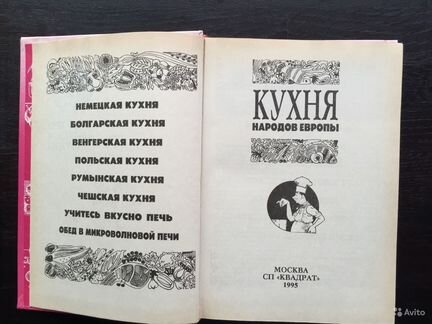 НЕМЕЦКАЯ КУХНЯ
БОЛГАРСКАЯ КУХНЯ
ВЕНГЕРСКАЯ КУХНЯ
ПОЛЬСКАЯ КУХНЯ
РУМЫНСКАЯ КУХНЯ
ЧЕШСКАЯ КУХНЯ
УЧИТЕСЬ ВКУСНО ПЕЧЬ
ОБЕД В МИКРОВОЛНОВОЙ ПЕЧИ
КУХНЯ
НАРОДОВ ЕВРОПЫ
МОСКВА
СП «КВАДРАТ»
1995
Avito